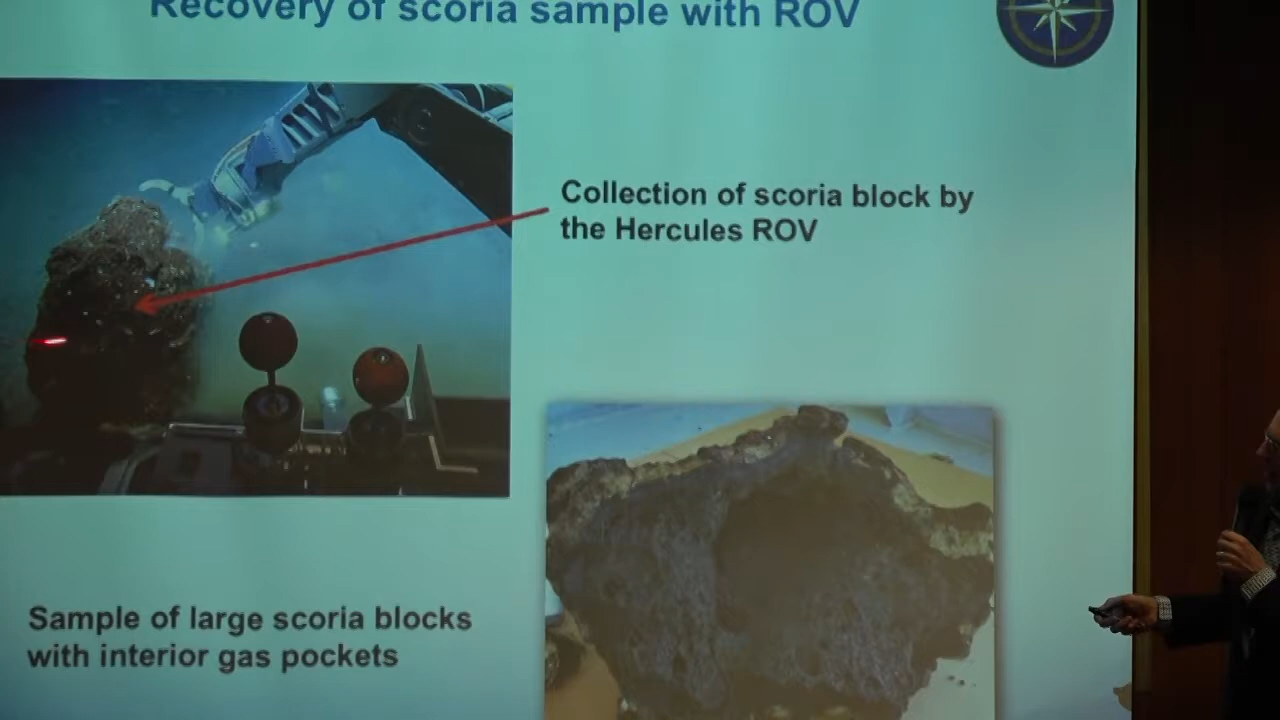 Recovery of scoria sample with ROV
Collection of scoria block by
the Hercules ROV
Sample of large scoria blocks
with interior gas pockets